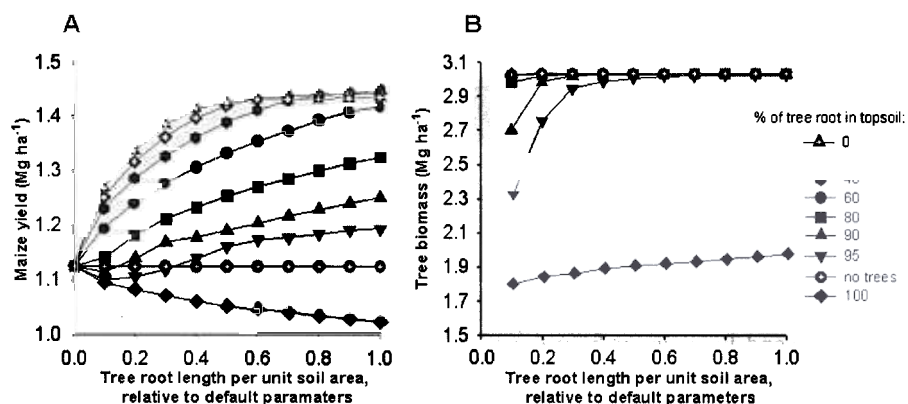 A
B
Maize yield (Mg ha⁻¹)
1.5
1.4
1.3
1.2
1.1
1.0
0.0 0.2 0.4 0.6 0.8 1.0
Tree root length per unit soil area,
relative to default paramaters
Tree biomass (Mg ha⁻¹)
3.1
2.9
2.7
2.5
2.3
2.1
1.9
1.7
1.5
0.0 0.2 0.4 0.6 0.8 1.0
Tree root length per unit soil area,
relative to default parameters
% of tree root in topsoil:
0
60
80
90
95
no trees
100